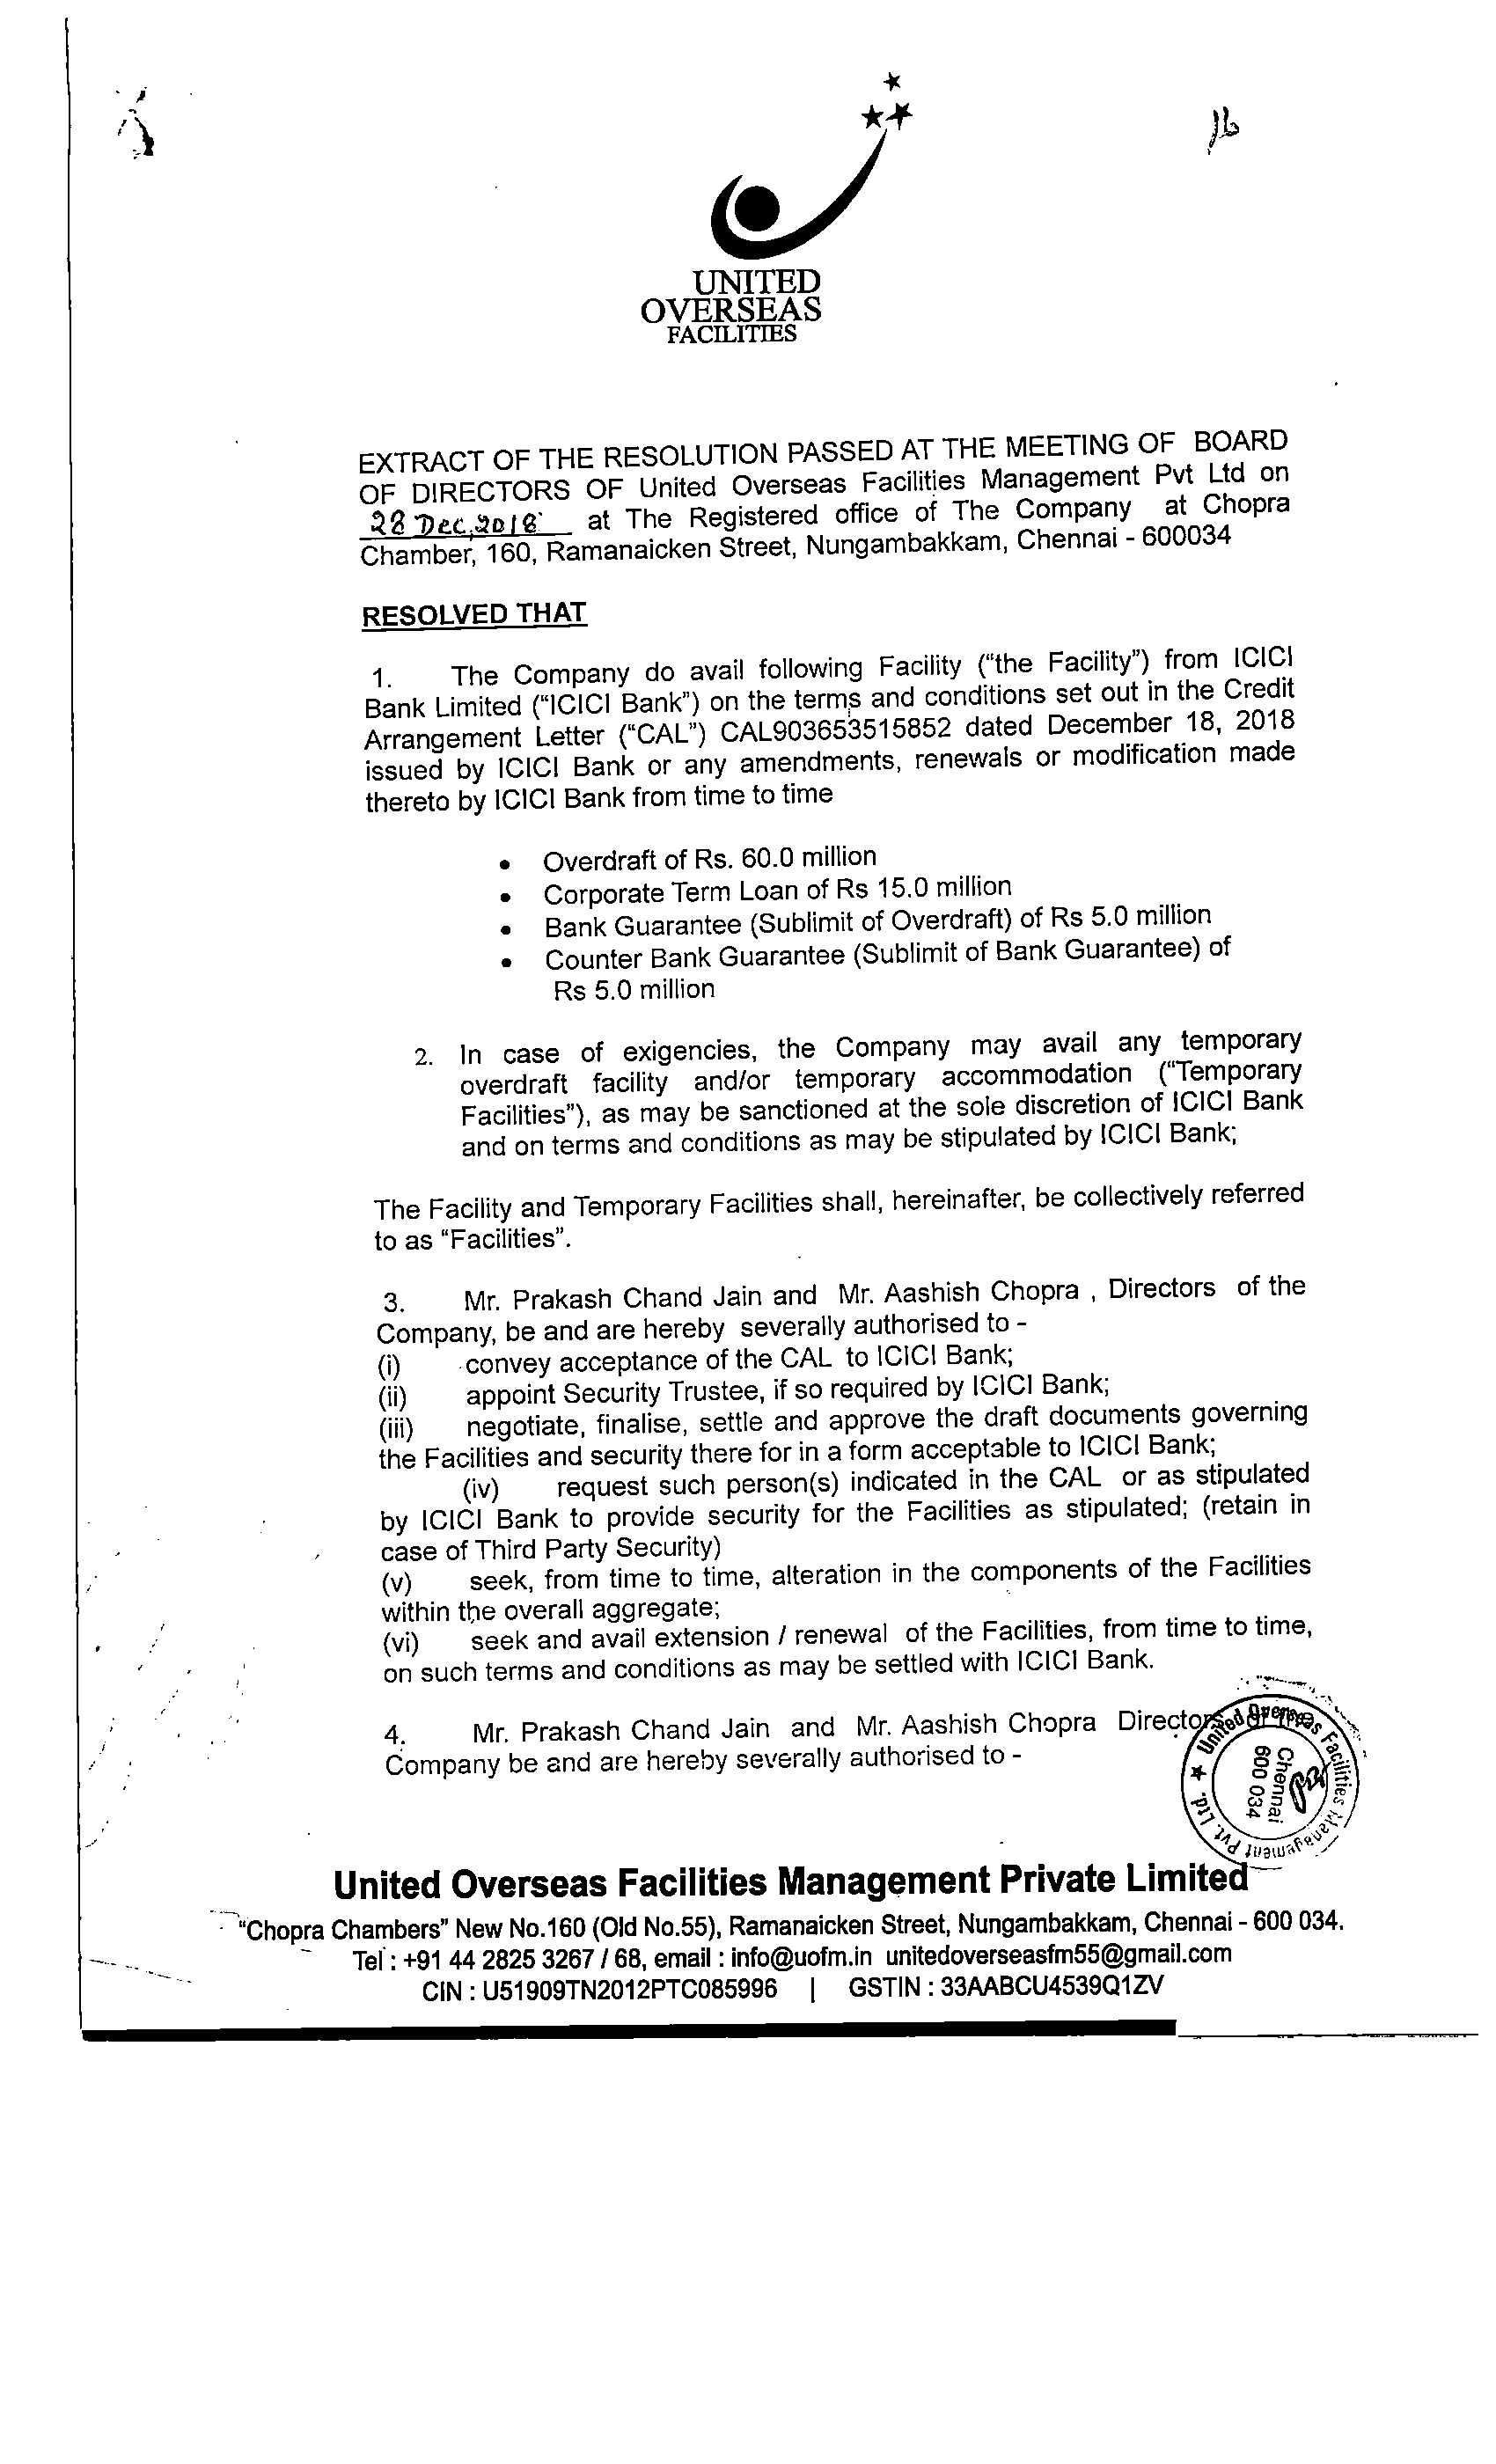 16
UNITED
OVERSEAS
FACILITIES
EXTRACT OF THE RESOLUTION PASSED AT THE MEETING OF BOARD
OF DIRECTORS OF United Overseas Facilities Management Pvt Ltd on
28 Dec, 2018 at The Registered office of The Company at Chopra
Chamber, 160, Ramanaicken Street, Nungambakkam, Chennai - 600034
RESOLVED THAT
1. The Company do avail following Facility ("the Facility") from ICICI
Bank Limited ("ICICI Bank") on the terms and conditions set out in the Credit
Arrangement Letter ("CAL") CAL903653515852 dated December 18, 2018
issued by ICICI Bank or any amendments, renewals or modification made
thereto by ICICI Bank from time to time
• Overdraft of Rs. 60.0 million
• Corporate Term Loan of Rs 15.0 million
• Bank Guarantee (Sublimit of Overdraft) of Rs 5.0 million
• Counter Bank Guarantee (Sublimit of Bank Guarantee) of
Rs 5.0 million
2. In case of exigencies, the Company may avail any temporary
overdraft facility and/or temporary accommodation ("Temporary
Facilities"), as may be sanctioned at the sole discretion of ICICI Bank
and on terms and conditions as may be stipulated by ICICI Bank;
The Facility and Temporary Facilities shall, hereinafter, be collectively referred
to as "Facilities".
3. Mr. Prakash Chand Jain and Mr. Aashish Chopra , Directors of the
Company, be and are hereby severally authorised to -
(i) convey acceptance of the CAL to ICICI Bank;
(ii) appoint Security Trustee, if so required by ICICI Bank;
(iii) negotiate, finalise, settle and approve the draft documents governing
the Facilities and security there for in a form acceptable to ICICI Bank;
(iv) request such person(s) indicated in the CAL or as stipulated
by ICICI Bank to provide security for the Facilities as stipulated; (retain in
case of Third Party Security)
(v) seek, from time to time, alteration in the components of the Facilities
within the overall aggregate;
(vi) seek and avail extension / renewal of the Facilities, from time to time,
on such terms and conditions as may be settled with ICICI Bank.
4. Mr. Prakash Chand Jain and Mr. Aashish Chopra Directors of the
Company be and are hereby severally authorised to -
United Overseas Facilities Management Pvt. Ltd. ★
Chennai
600 034
United Overseas Facilities Management Private Limited
"Chopra Chambers" New No.160 (Old No.55), Ramanaicken Street, Nungambakkam, Chennai - 600 034.
Tel : +91 44 2825 3267 / 68, email : info@uofm.in unitedoverseasfm55@gmail.com
CIN : U51909TN2012PTC085996 | GSTIN : 33AABCU4539Q1ZV